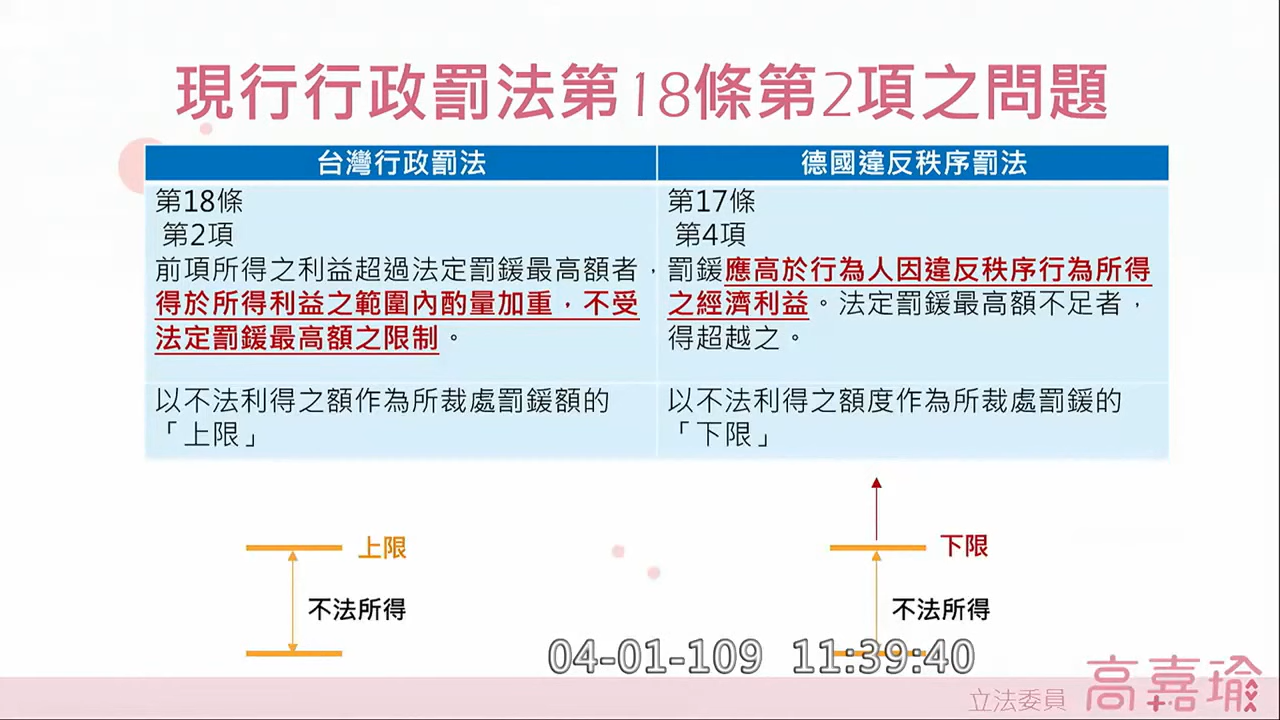 現行行政罰法第18條第2項之問題
台灣行政罰法
德國違反秩序罰法
第18條
第2項
前項所得之利益超過法定罰鍰最高額者，
得於所得利益之範圍內酌量加重，不受
法定罰鍰最高額之限制。
第17條
第4項
罰鍰應高於行為人因違反秩序行為所得
之經濟利益。法定罰鍰最高額不足者，
得超越之。
以不法利得之額作為所裁處罰鍰額的
「上限」
以不法利得之額度作為所裁處罰鍰的
「下限」
上限
不法所得
下限
不法所得
04-01-109 11:39:40
立法委員 高嘉瑜